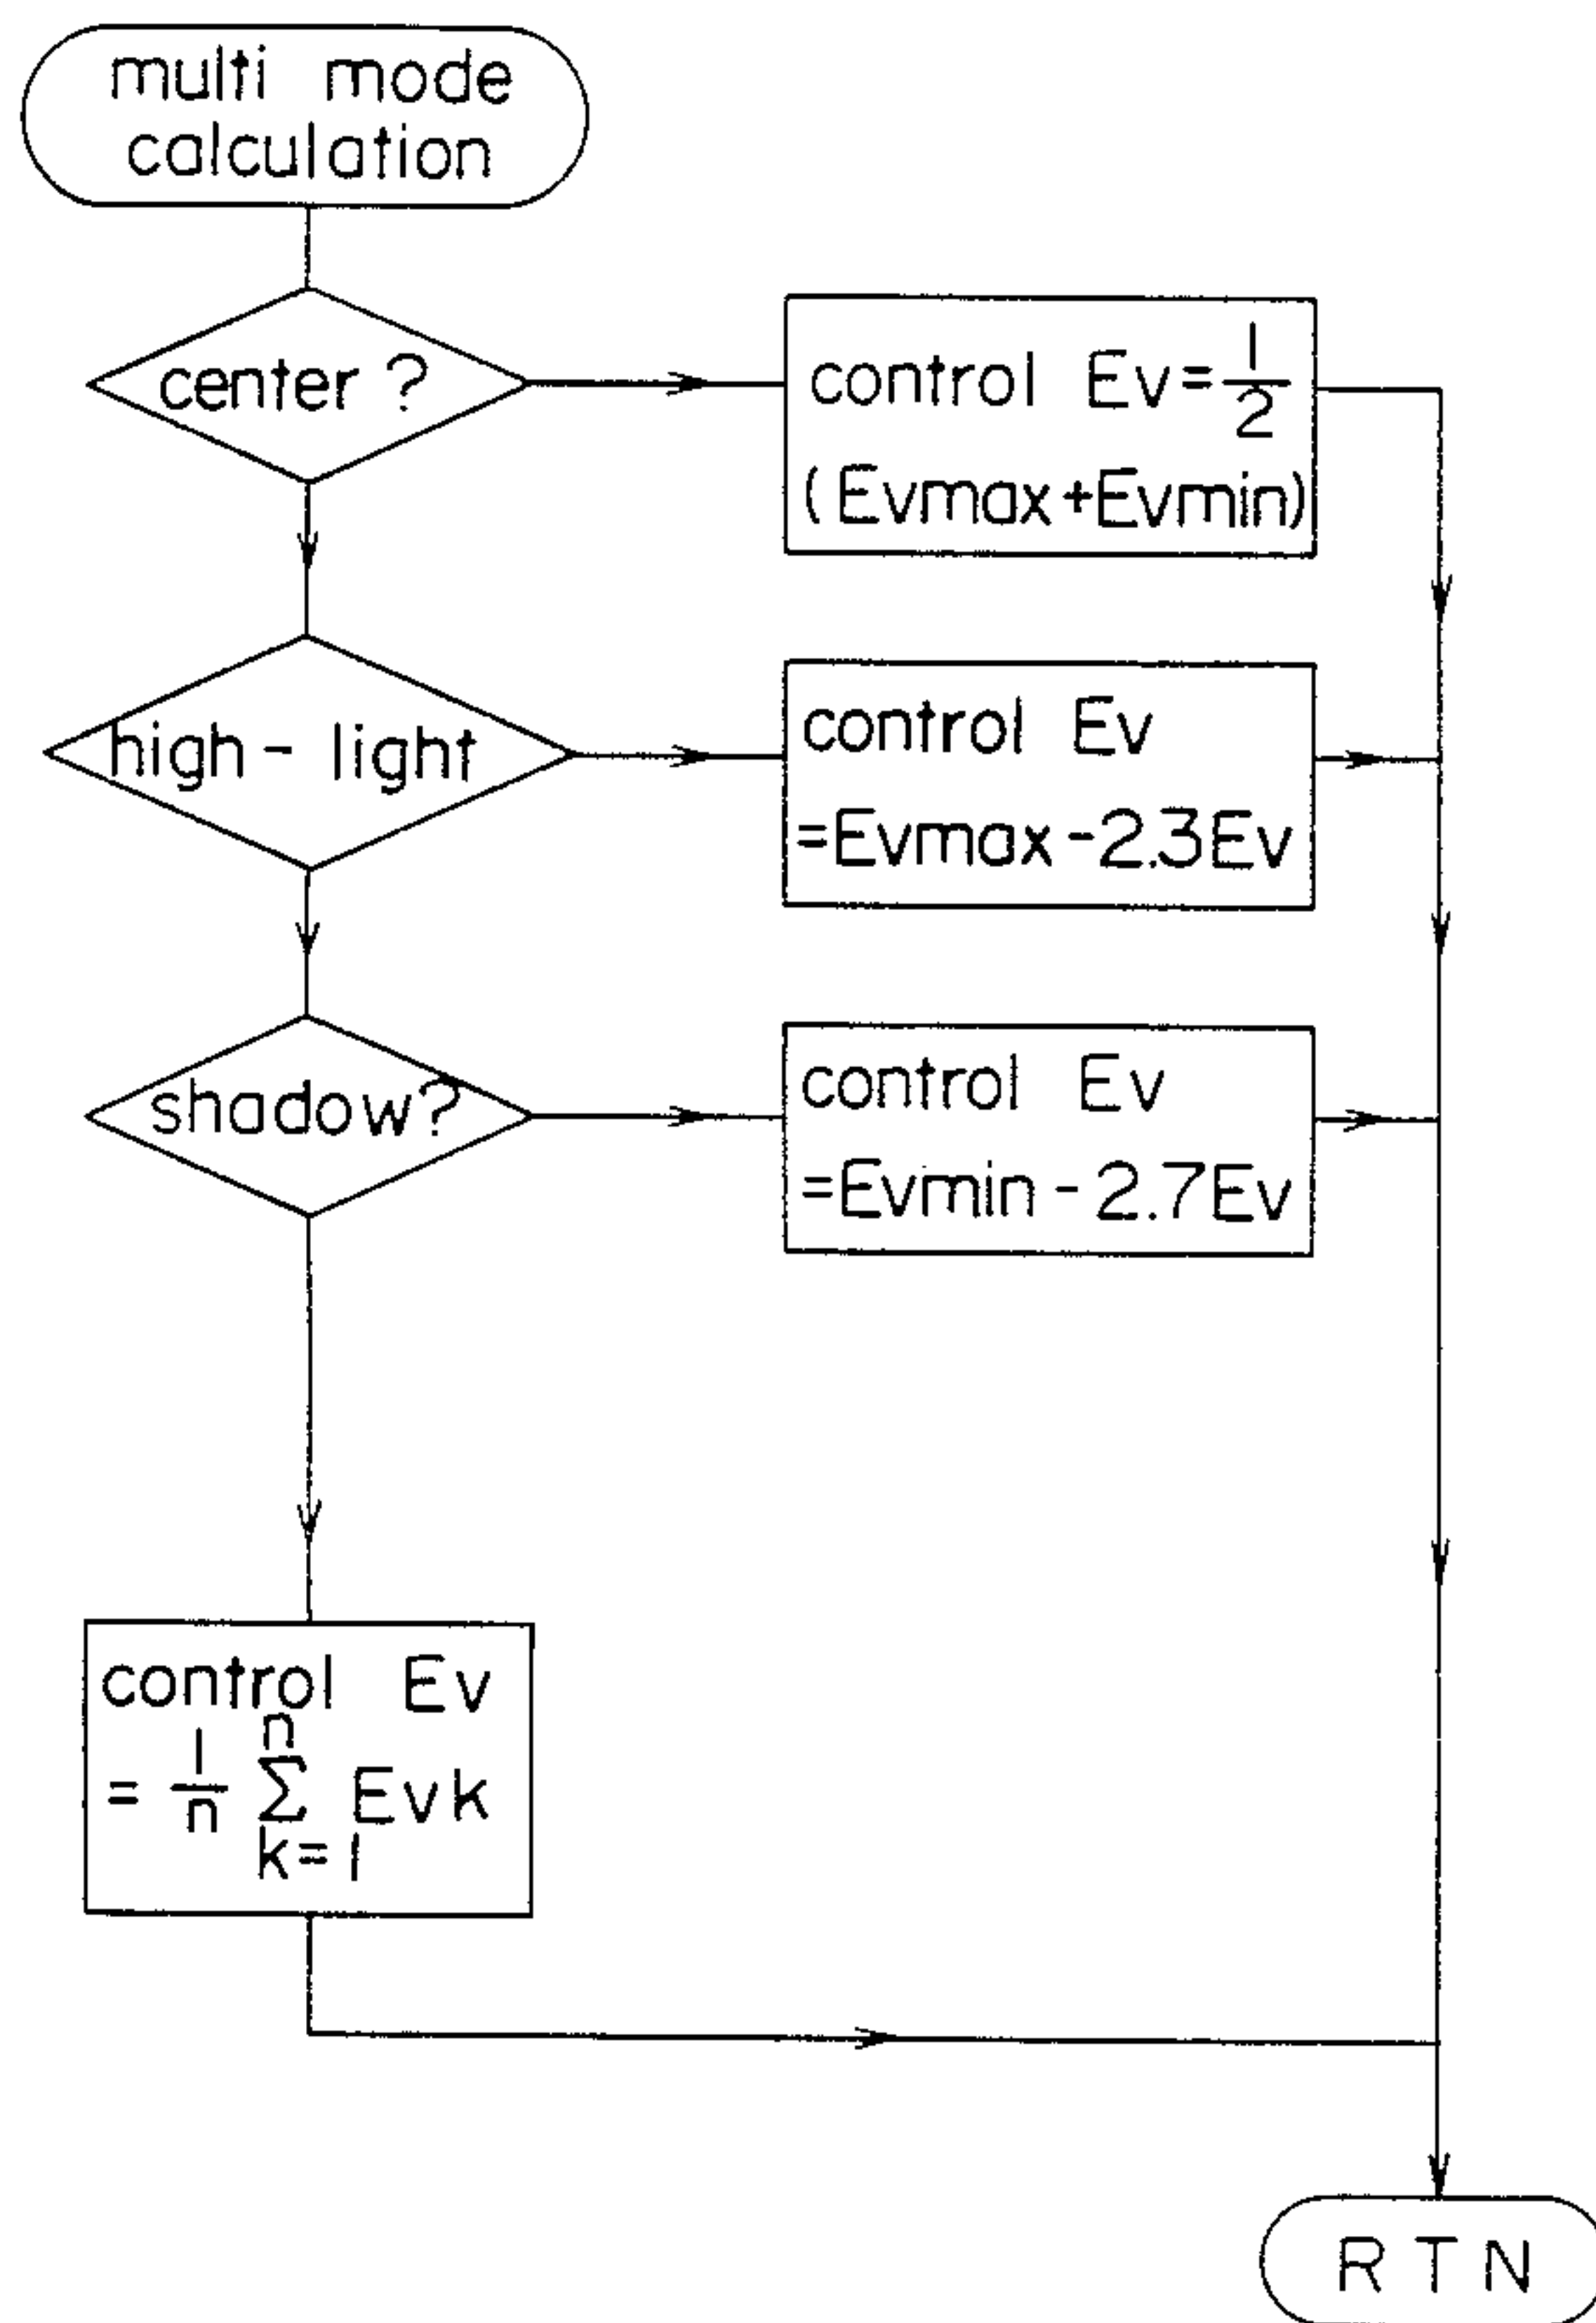 multi mode
calculation
center ?
control Ev=1/2
(Evmax+Evmin)
high - light
control Ev
=Evmax-2.3Ev
shadow?
control Ev
=Evmin-2.7Ev
control Ev
= 1/n n∑k=1 Evk
RTN